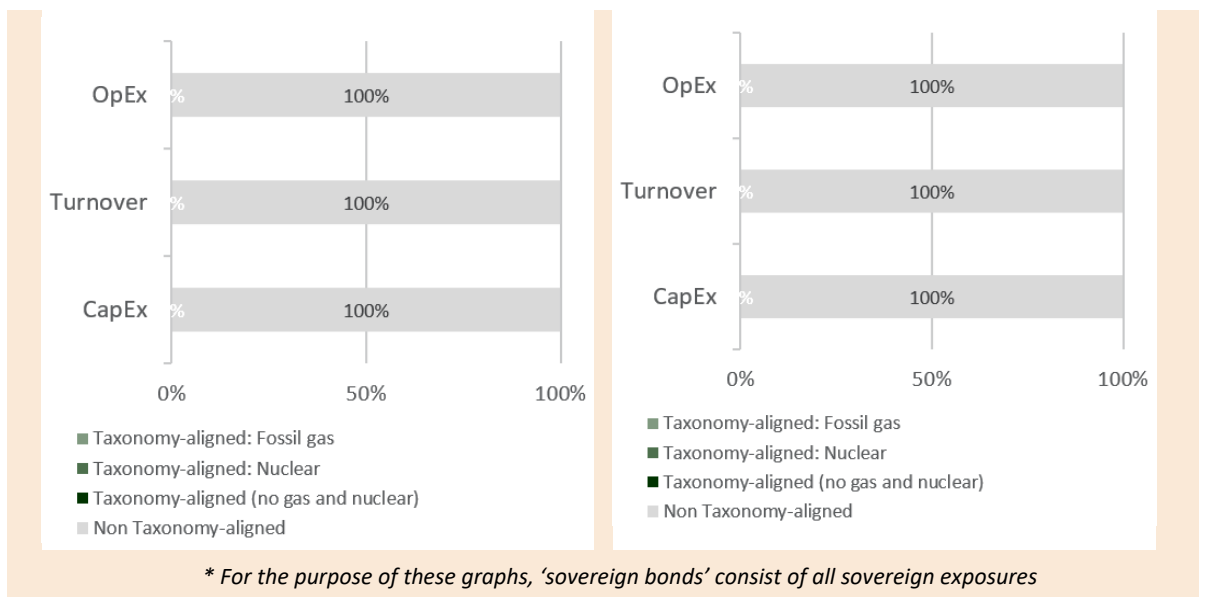 OpEx
% 100%
Turnover
% 100%
CapEx
% 100%
0% 50% 100%
Taxonomy-aligned: Fossil gas
Taxonomy-aligned: Nuclear
Taxonomy-aligned (no gas and nuclear)
Non Taxonomy-aligned
OpEx
% 100%
Turnover
% 100%
CapEx
% 100%
0% 50% 100%
Taxonomy-aligned: Fossil gas
Taxonomy-aligned: Nuclear
Taxonomy-aligned (no gas and nuclear)
Non Taxonomy-aligned
* For the purpose of these graphs, ‘sovereign bonds’ consist of all sovereign exposures